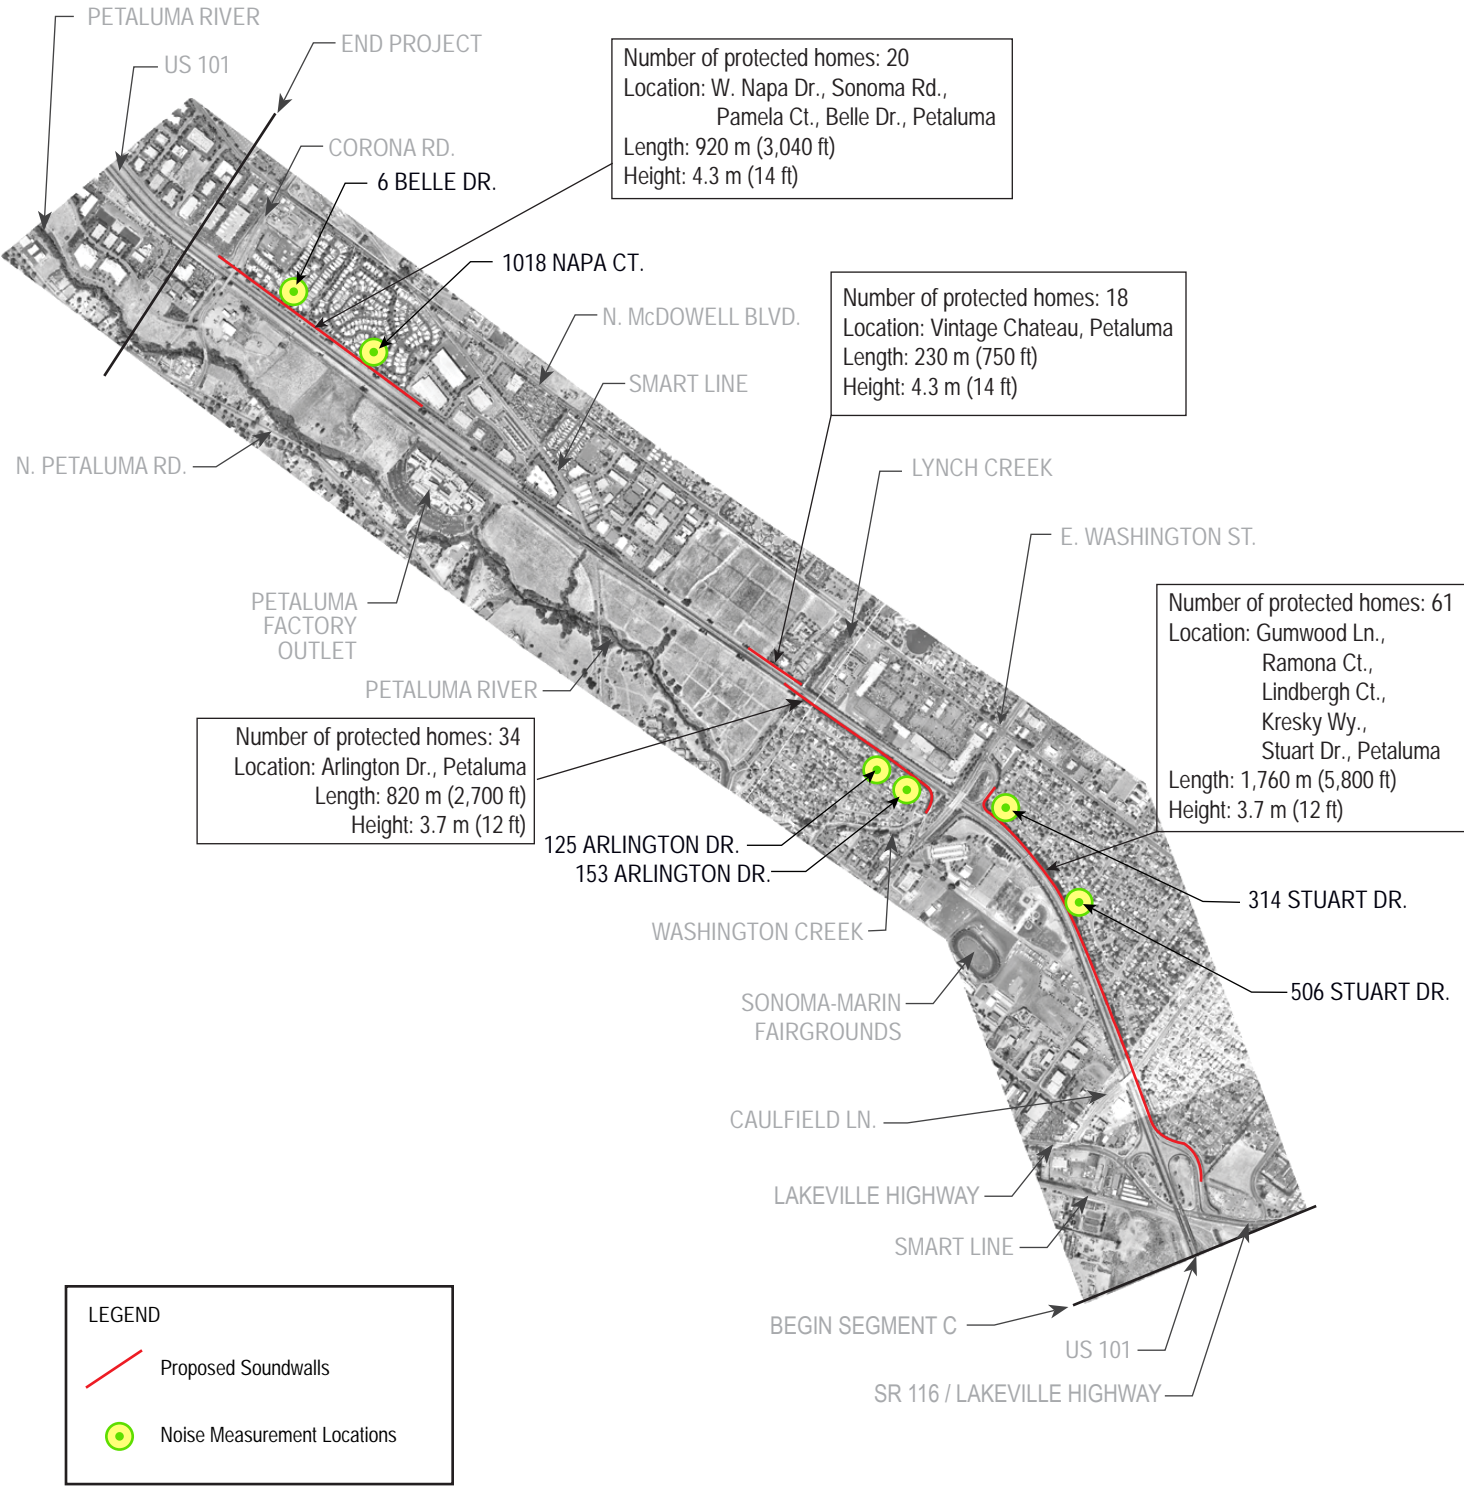 PETALUMA RIVER
US 101
END PROJECT
CORONA RD.
6 BELLE DR.
Number of protected homes: 20
Location: W. Napa Dr., Sonoma Rd.,
Pamela Ct., Belle Dr., Petaluma
Length: 920 m (3,040 ft)
Height: 4.3 m (14 ft)
1018 NAPA CT.
N. McDOWELL BLVD.
SMART LINE
Number of protected homes: 18
Location: Vintage Chateau, Petaluma
Length: 230 m (750 ft)
Height: 4.3 m (14 ft)
N. PETALUMA RD.
LYNCH CREEK
E. WASHINGTON ST.
PETALUMA
FACTORY
OUTLET
PETALUMA RIVER
Number of protected homes: 61
Location: Gumwood Ln.,
Ramona Ct.,
Lindbergh Ct.,
Kresky Wy.,
Stuart Dr., Petaluma
Length: 1,760 m (5,800 ft)
Height: 3.7 m (12 ft)
Number of protected homes: 34
Location: Arlington Dr., Petaluma
Length: 820 m (2,700 ft)
Height: 3.7 m (12 ft)
125 ARLINGTON DR.
153 ARLINGTON DR.
314 STUART DR.
WASHINGTON CREEK
506 STUART DR.
SONOMA-MARIN
FAIRGROUNDS
CAULFIELD LN.
LAKEVILLE HIGHWAY
SMART LINE
BEGIN SEGMENT C
US 101
SR 116 / LAKEVILLE HIGHWAY
LEGEND
Proposed Soundwalls
Noise Measurement Locations